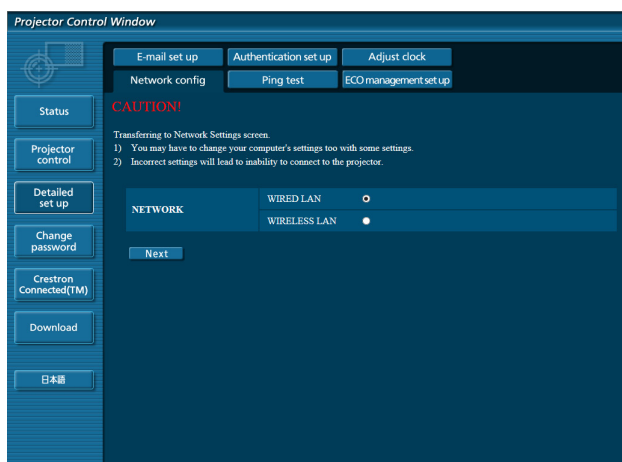 Projector Control Window
E-mail set up
Authentication set up
Adjust clock
Network config
Ping test
ECO management set up
Status
Projector
control
Detailed
set up
Change
password
Crestron
Connected(TM)
Download
日本語
CAUTION!
Transferring to Network Settings screen.
1) You may have to change your computer's settings too with some settings.
2) Incorrect settings will lead to inability to connect to the projector.
NETWORK
WIRED LAN
WIRELESS LAN
Next